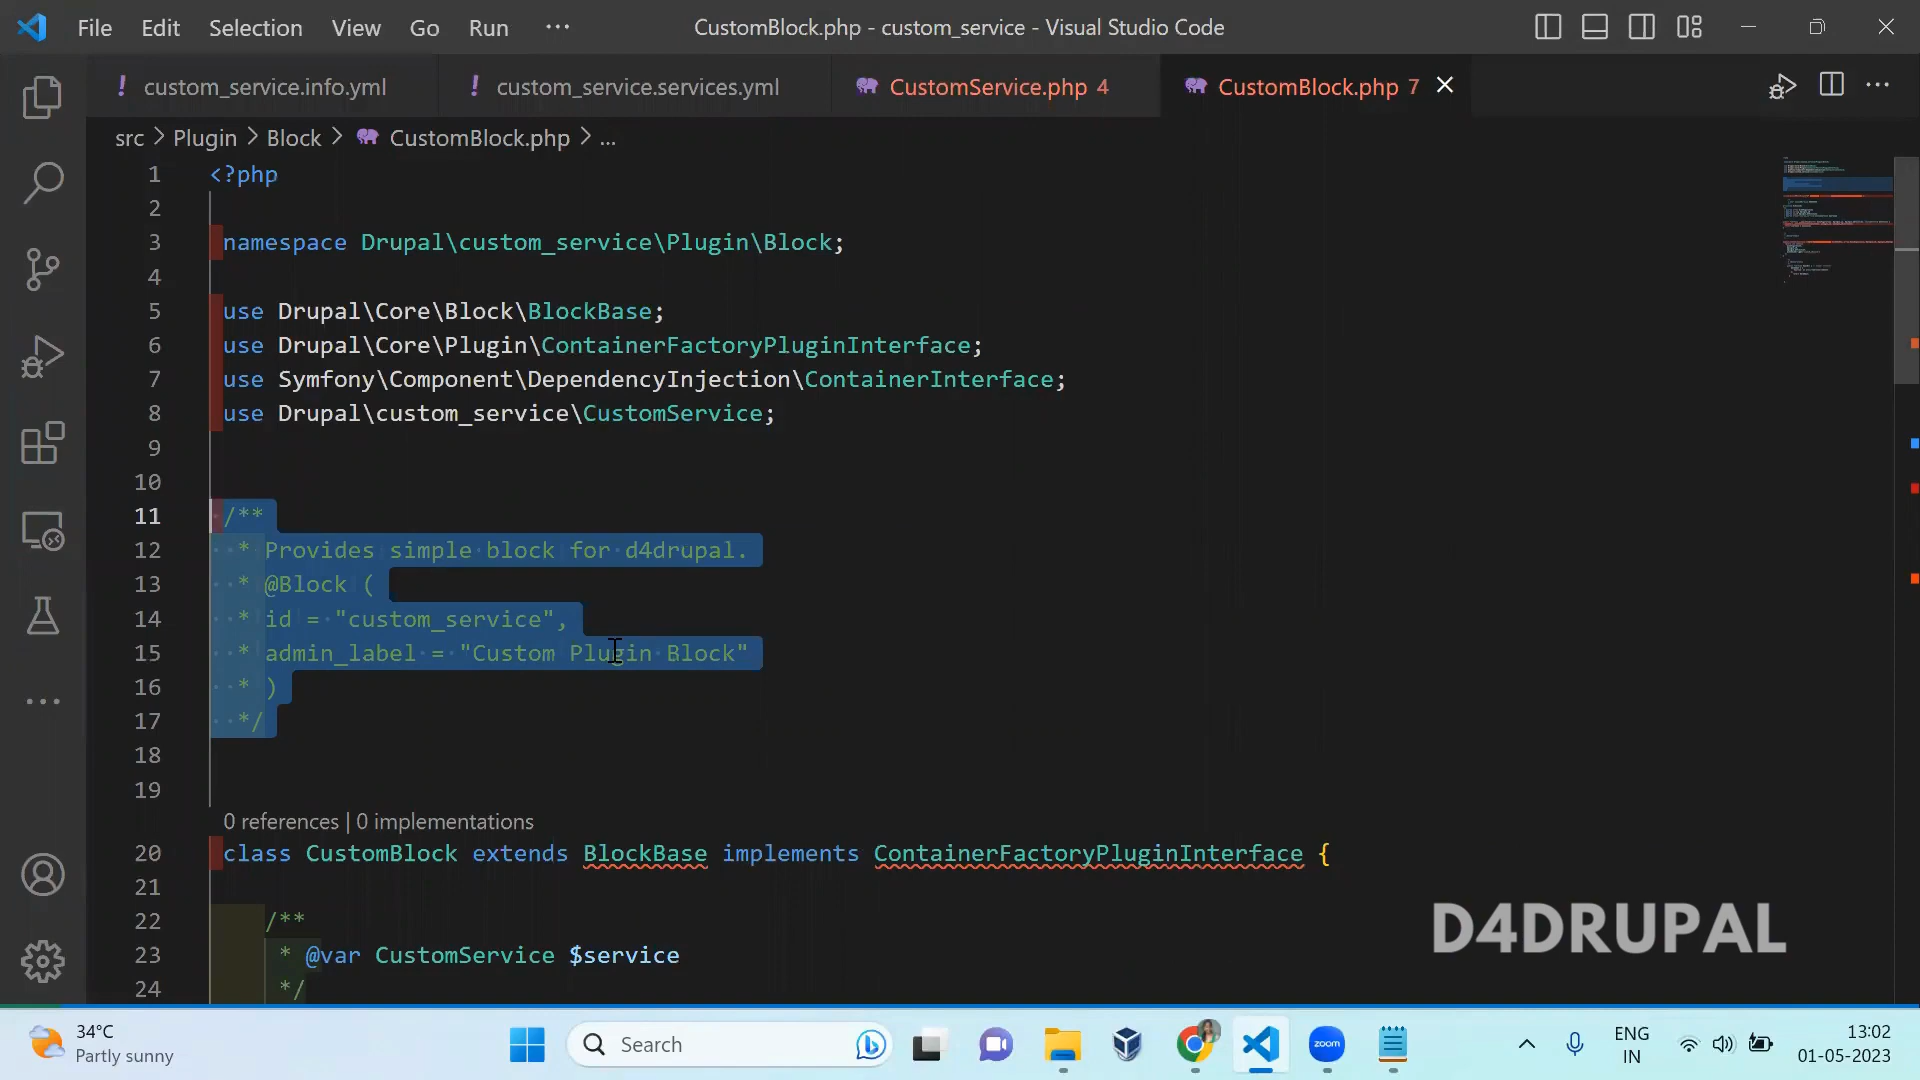 File Edit Selection View Go Run ··· CustomBlock.php - custom_service - Visual Studio Code
! custom_service.info.yml ! custom_service.services.yml CustomService.php 4 CustomBlock.php 7
src > Plugin > Block > CustomBlock.php > ...
1 <?php
2
3 namespace Drupal\custom_service\Plugin\Block;
4
5 use Drupal\Core\Block\BlockBase;
6 use Drupal\Core\Plugin\ContainerFactoryPluginInterface;
7 use Symfony\Component\DependencyInjection\ContainerInterface;
8 use Drupal\custom_service\CustomService;
9
10
11 /**
12 * Provides simple block for d4drupal.
13 * @Block (
14 * id = "custom_service",
15 * admin_label = "Custom Plugin Block"
16 * )
17 */
18
19
0 references | 0 implementations
20 class CustomBlock extends BlockBase implements ContainerFactoryPluginInterface {
21
22 /**
23 * @var CustomService $service
24 */
D4DRUPAL
34°C
Partly sunny
Search
zoom
ENG
IN
13:02
01-05-2023